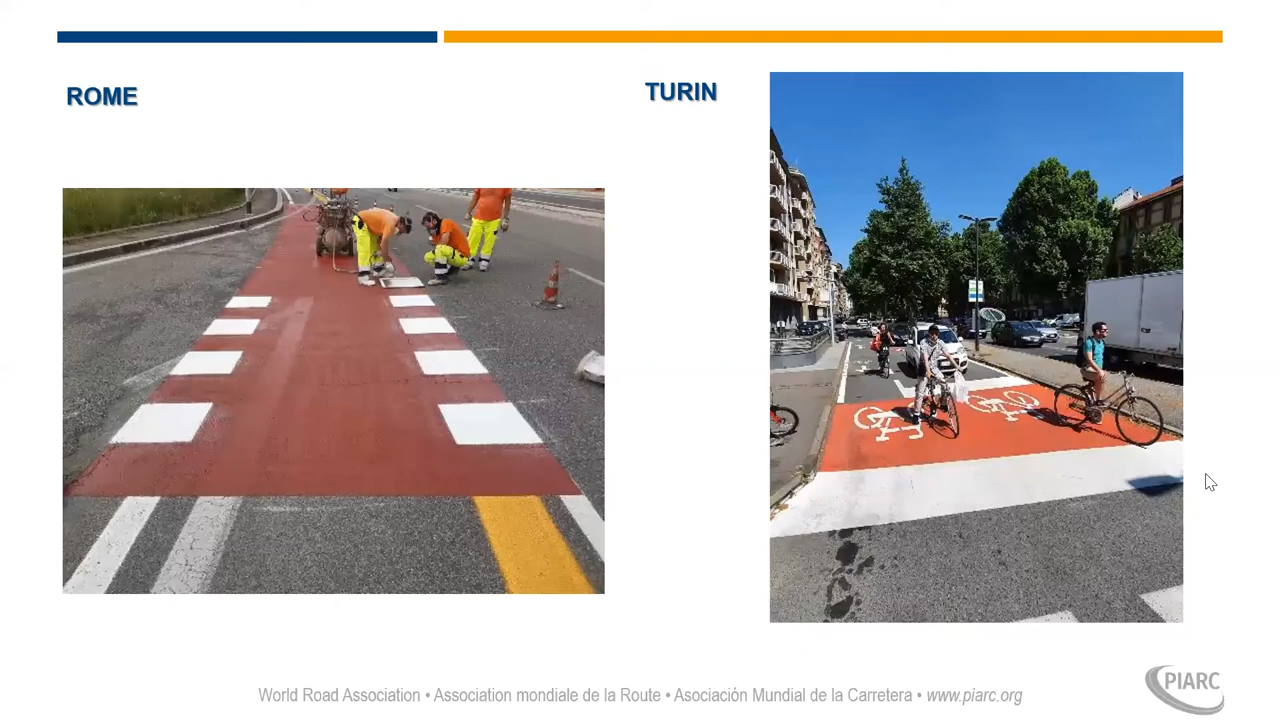 ROME
TURIN
World Road Association • Association mondiale de la Route • Asociación Mundial de la Carretera • www.piarc.org
PIARC